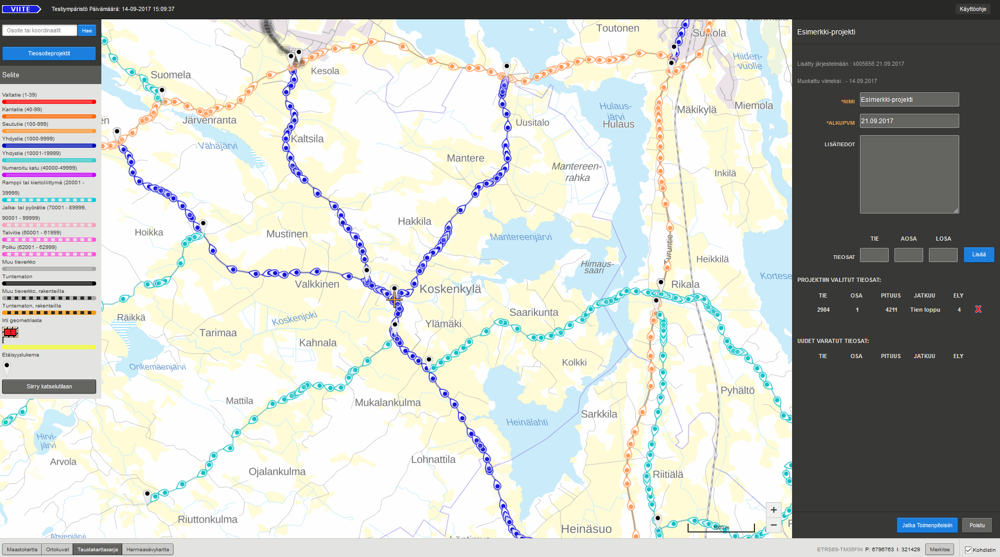 VIITE
Testiympäristö Päivämäärä: 14-09-2017 15:09:37
Käyttöohje
Osoite tai koordinaatit
Hae
Tieosoiteprojektit
Selite
Valtatie (1-39)
Kantatie (40-99)
Seututie (100-999)
Yhdystie (1000-9999)
Yhdystie (10001-19999)
Numeroitu katu (40000-49999)
Ramppi tai kiertoliittymä (20001 -
39999)
Jalka- tai pyörätie (70001 - 89999,
90001 - 99999)
Talvitie (60001 - 61999)
Polku (62001 - 62999)
Muu tieverkko
Tuntematon
Muu tieverkko, rakenteilla
Tuntematon, rakenteilla
Irti geometriasta
Etäisyyslukema
Siirry katselutilaan
Toutonen
Kesola
Suomela
Hiiden-
vuolle
Järvenranta
Hulaus-
järvi
Hulaus
Mäkikylä
Miemola
Uusitalo
Kaltsila
Vähäjärvi
Mantere
Mantereen-
rahka
Inkilä
Hakkila
Hoikka
Mustinen
Mantereenjärvi
Turuntie
Heikkilä
Himaus-
saari
Kortese
Valkkinen
Koskenkylä
Rikala
Räikkä
Koskenjoki
Saarikunta
Tarimaa
Ylämäki
Kahnala
Kolkki
Onkemäenjärvi
Pyhältö
Mattila
Mukalankulma
Sarkkila
Heinälahti
Hirvi-
järvi
Arvola
Lohnattila
Ojalankulma
Riitiälä
Riuttonkulma
Heinäsuo
Ahvenjärvi
1000 m
+
−
Esimerkki-projekti
Lisätty järjestelmään : k005656 21.09.2017
Muokattu viimeksi : - 14.09.2017
*NIMI Esimerkki-projekti
*ALKUPVM 21.09.2017
LISÄTIEDOT
TIE AOSA LOSA
TIEOSAT Lisää
PROJEKTIIN VALITUT TIEOSAT:
TIE OSA PITUUS JATKUU ELY
2984 1 4211 Tien loppu 4 X
UUDET VARATUT TIEOSAT:
TIE OSA PITUUS JATKUU ELY
Jatka Toimenpiteisiin
Poistu
Maastokartta Ortokuvat Taustakarttasarja Harmaasävykartta
ETRS89-TM35FIN P: 6796763 I: 321429 Merkitse Kohdistin